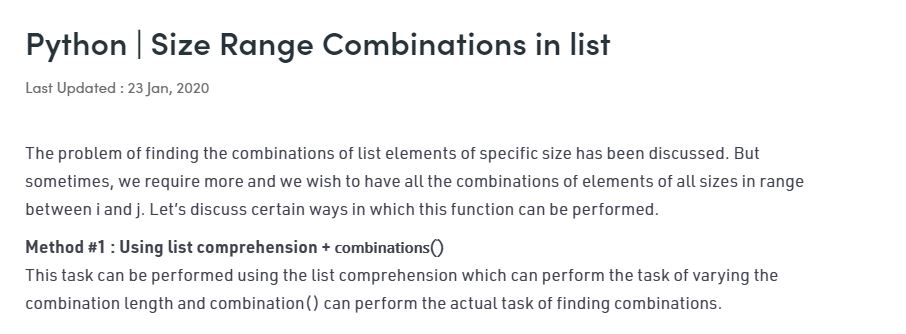 Python | Size Range Combinations in list
Last Updated : 23 Jan, 2020
The problem of finding the combinations of list elements of specific size has been discussed. But
sometimes, we require more and we wish to have all the combinations of elements of all sizes in range
between i and j. Let’s discuss certain ways in which this function can be performed.
Method #1 : Using list comprehension + combinations()
This task can be performed using the list comprehension which can perform the task of varying the
combination length and combination() can perform the actual task of finding combinations.